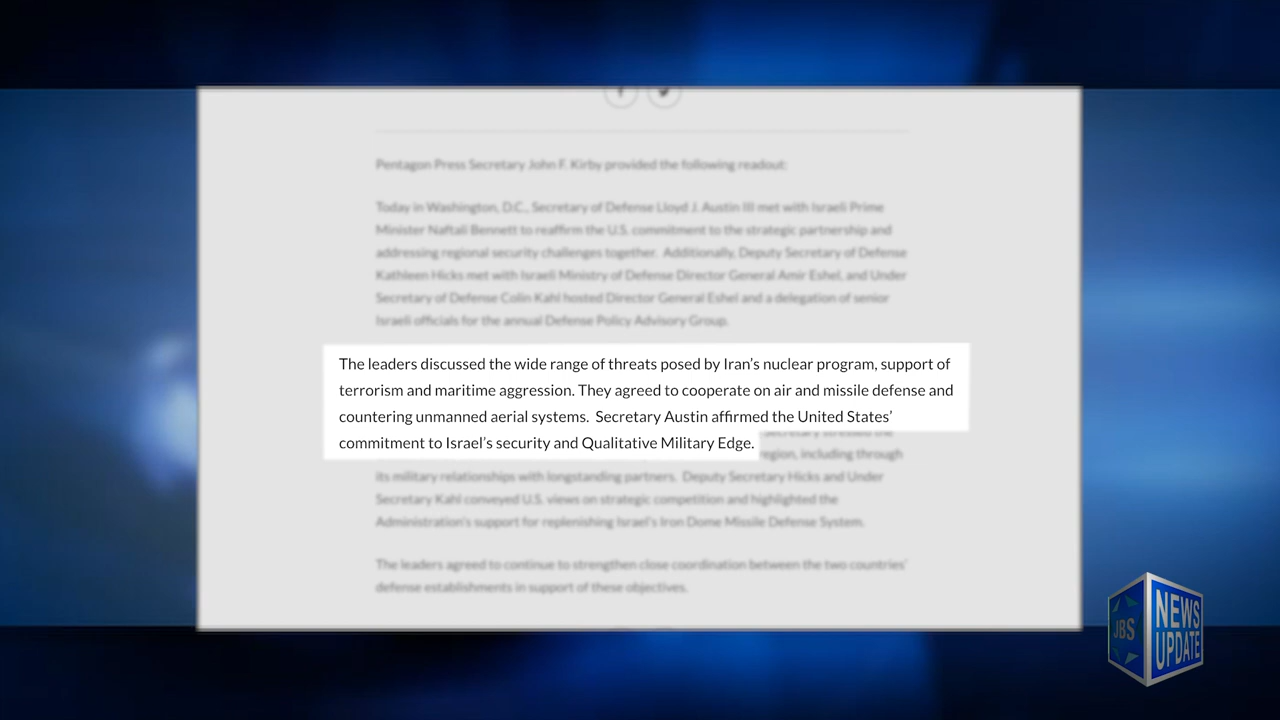 Pentagon Press Secretary John F. Kirby provided the following readout:
Today in Washington, D.C., Secretary of Defense Lloyd J. Austin III met with Israeli Prime
Minister Naftali Bennett to reaffirm the U.S. commitment to the strategic partnership and
addressing regional security challenges together.  Additionally, Deputy Secretary of Defense
Kathleen Hicks met with Israeli Ministry of Defense Director General Amir Eshel, and Under
Secretary of Defense Colin Kahl hosted Director General Eshel and a delegation of senior
Israeli officials for the annual Defense Policy Advisory Group.
The leaders discussed the wide range of threats posed by Iran’s nuclear program, support of
terrorism and maritime aggression. They agreed to cooperate on air and missile defense and
countering unmanned aerial systems.  Secretary Austin affirmed the United States’
commitment to Israel’s security and Qualitative Military Edge.
Secretary stressed the
region, including through
its military relationships with longstanding partners.  Deputy Secretary Hicks and Under
Secretary Kahl conveyed U.S. views on strategic competition and highlighted the
Administration’s support for replenishing Israel’s Iron Dome Missile Defense System.
The leaders agreed to continue to strengthen close coordination between the two countries’
defense establishments in support of these objectives.
JBS
NEWS
UPDATE